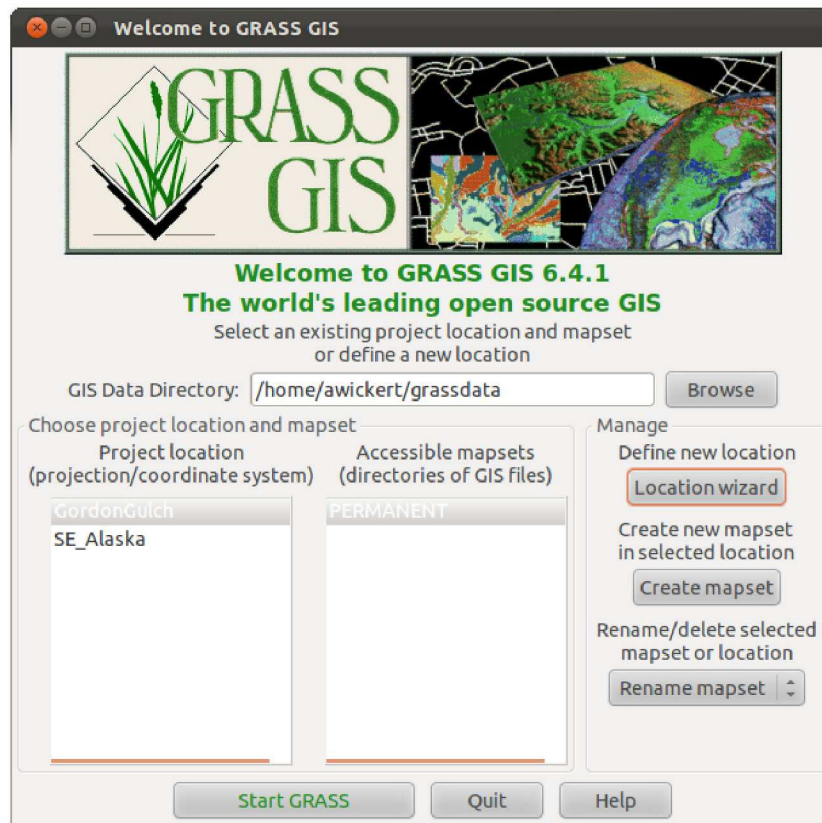 Welcome to GRASS GIS
GRASS
GIS
Welcome to GRASS GIS 6.4.1
The world's leading open source GIS
Select an existing project location and mapset
or define a new location
GIS Data Directory: /home/awickert/grassdata Browse
Choose project location and mapset
Project location
(projection/coordinate system)
GordonGulch
SE_Alaska
Accessible mapsets
(directories of GIS files)
PERMANENT
Manage
Define new location
Location wizard
Create new mapset
in selected location
Create mapset
Rename/delete selected
mapset or location
Rename mapset
Start GRASS Quit Help